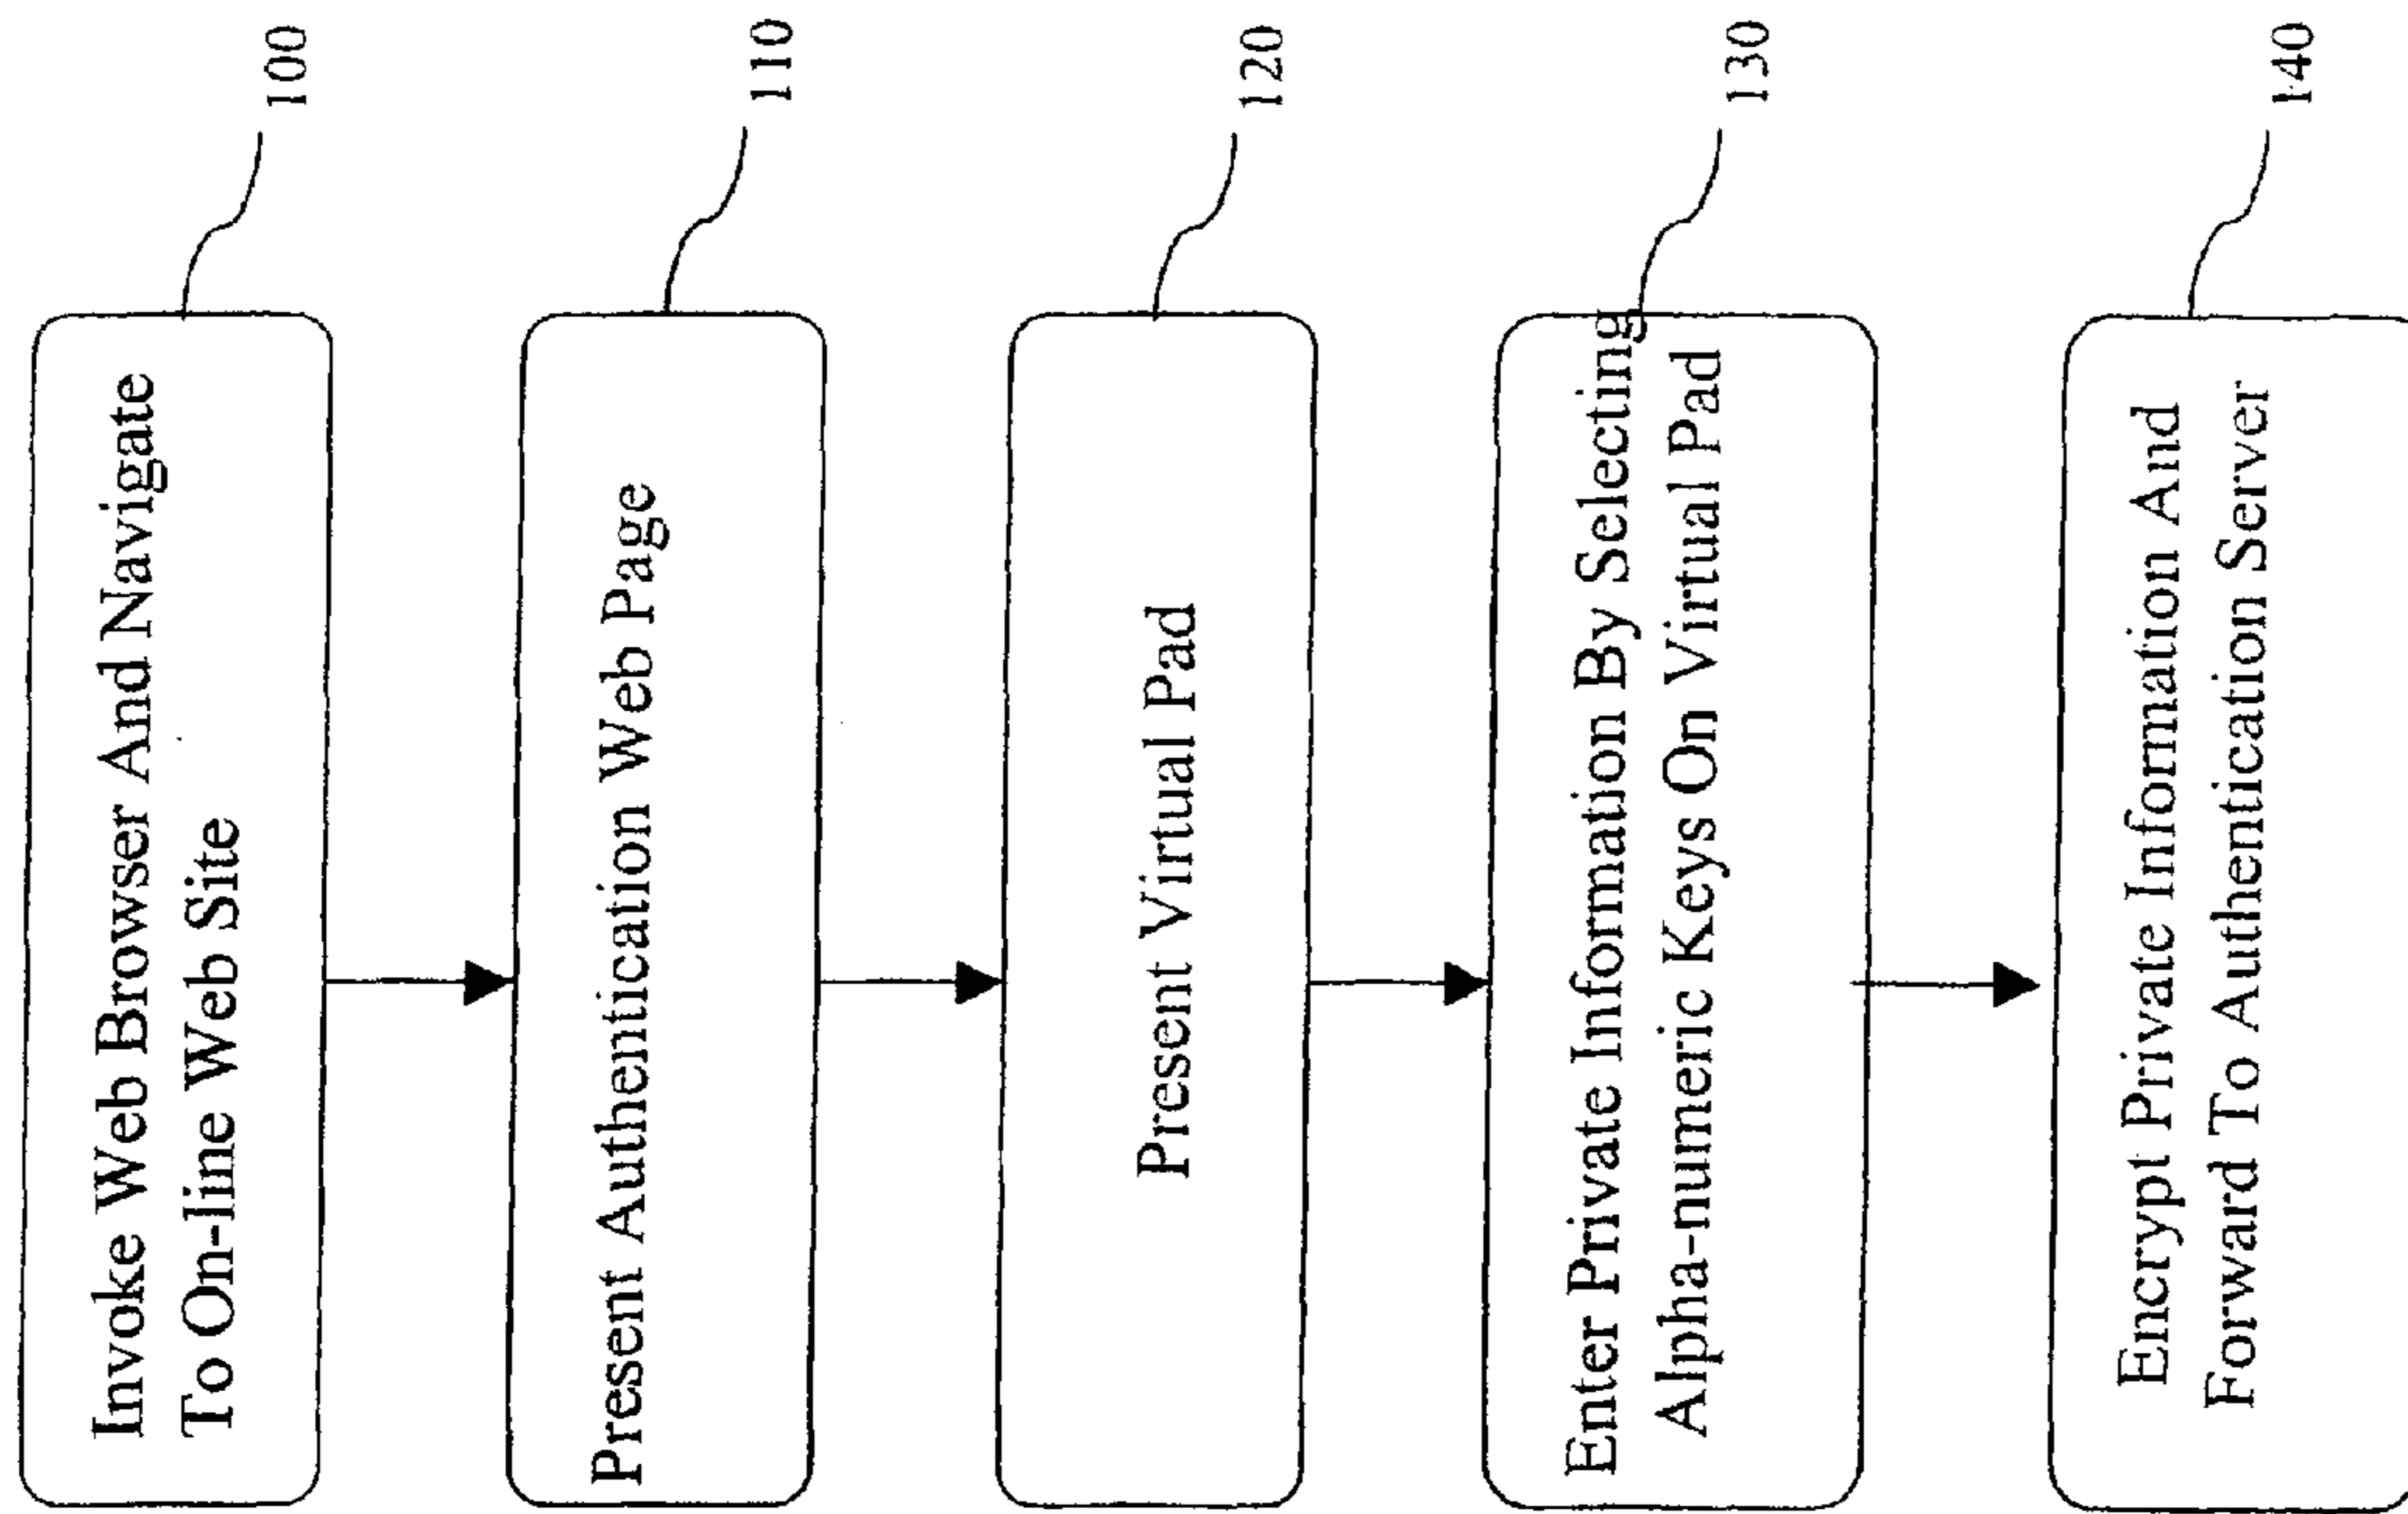 Invoke Web Browser And Navigate
To On-line Web Site
100
Present Authentication Web Page
110
Present Virtual Pad
120
Enter Private Information By Selecting
Alpha-numeric Keys On Virtual Pad
130
Encrypt Private Information And
Forward To Authentication Server
140